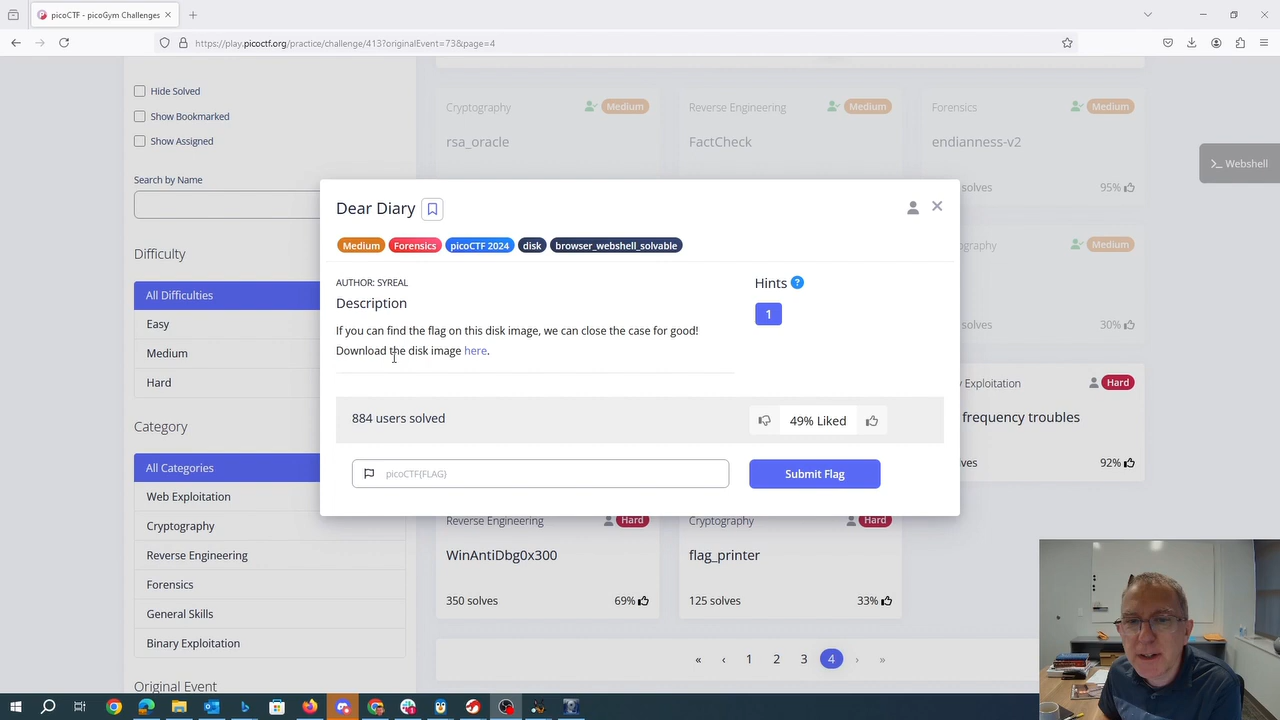 picoCTF - picoGym Challenges
https://play.picoctf.org/practice/challenge/413?originalEvent=73&page=4
Hide Solved
Show Bookmarked
Show Assigned
Search by Name
Difficulty
All Difficulties
Easy
Medium
Hard
Category
All Categories
Web Exploitation
Cryptography
Reverse Engineering
Forensics
General Skills
Binary Exploitation
Original Event
Cryptography
Medium
rsa_oracle
Reverse Engineering
Medium
FactCheck
Forensics
Medium
endianness-v2
solves
95%
Webshell
Dear Diary
Medium
Forensics
picoCTF 2024
disk
browser_webshell_solvable
AUTHOR: SYREAL
Description
If you can find the flag on this disk image, we can close the case for good!
Download the disk image here.
Hints ?
1
884 users solved
49% Liked
picoCTF{FLAG}
Submit Flag
ography
Medium
olves
30%
y Exploitation
Hard
frequency troubles
olves
92%
Reverse Engineering
Hard
WinAntiDbg0x300
350 solves
69%
Cryptography
Hard
flag_printer
125 solves
33%
« ‹ 1 2 3 4 › »